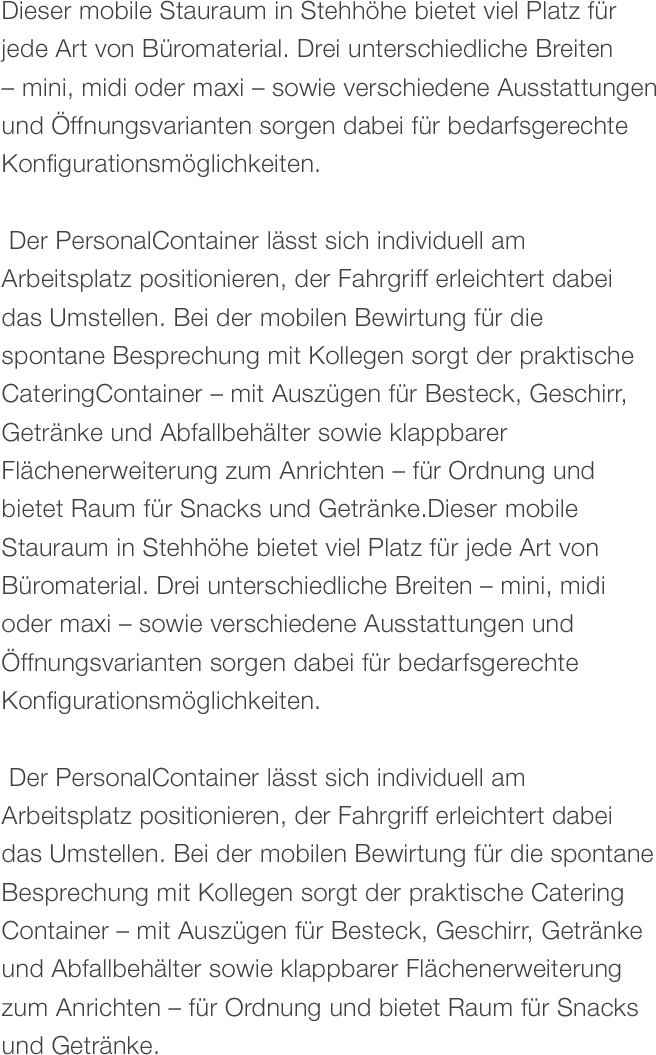 Dieser mobile Stauraum in Stehhöhe bietet viel Platz für
jede Art von Büromaterial. Drei unterschiedliche Breiten
– mini, midi oder maxi – sowie verschiedene Ausstattungen
und Öffnungsvarianten sorgen dabei für bedarfsgerechte
Konfigurationsmöglichkeiten.

Der PersonalContainer lässt sich individuell am
Arbeitsplatz positionieren, der Fahrgriff erleichtert dabei
das Umstellen. Bei der mobilen Bewirtung für die
spontane Besprechung mit Kollegen sorgt der praktische
CateringContainer – mit Auszügen für Besteck, Geschirr,
Getränke und Abfallbehälter sowie klappbarer
Flächenerweiterung zum Anrichten – für Ordnung und
bietet Raum für Snacks und Getränke.Dieser mobile
Stauraum in Stehhöhe bietet viel Platz für jede Art von
Büromaterial. Drei unterschiedliche Breiten – mini, midi
oder maxi – sowie verschiedene Ausstattungen und
Öffnungsvarianten sorgen dabei für bedarfsgerechte
Konfigurationsmöglichkeiten.

Der PersonalContainer lässt sich individuell am
Arbeitsplatz positionieren, der Fahrgriff erleichtert dabei
das Umstellen. Bei der mobilen Bewirtung für die spontane
Besprechung mit Kollegen sorgt der praktische Catering
Container – mit Auszügen für Besteck, Geschirr, Getränke
und Abfallbehälter sowie klappbarer Flächenerweiterung
zum Anrichten – für Ordnung und bietet Raum für Snacks
und Getränke.